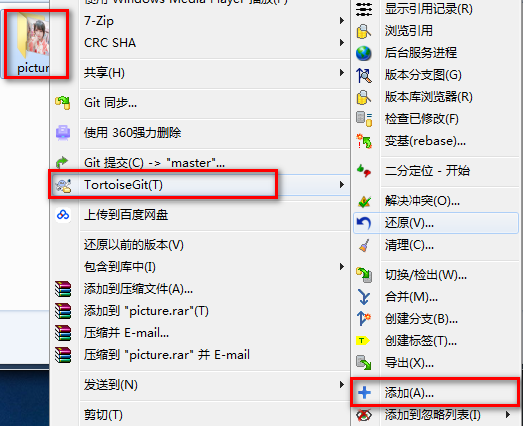 pictur
使用 Windows Media Player 播放(P)
7-Zip
CRC SHA
共享(H)
Git 同步...
使用 360强力删除
Git 提交(C) -> "master"...
TortoiseGit(T)
上传到百度网盘
还原以前的版本(V)
包含到库中(I)
添加到压缩文件(A)...
添加到 "picture.rar"(T)
压缩并 E-mail...
压缩到 "picture.rar" 并 E-mail
发送到(N)
剪切(T)
显示引用记录(R)
浏览引用
后台服务进程
版本分支图(G)
版本库浏览器(R)
检查已修改(F)
变基(rebase)...
二分定位 - 开始
解决冲突(O)...
还原(V)...
清理(C)...
切换/检出(W)...
合并(M)...
创建分支(B)...
创建标签(T)...
导出(X)...
添加(A)...
添加到忽略列表(I)